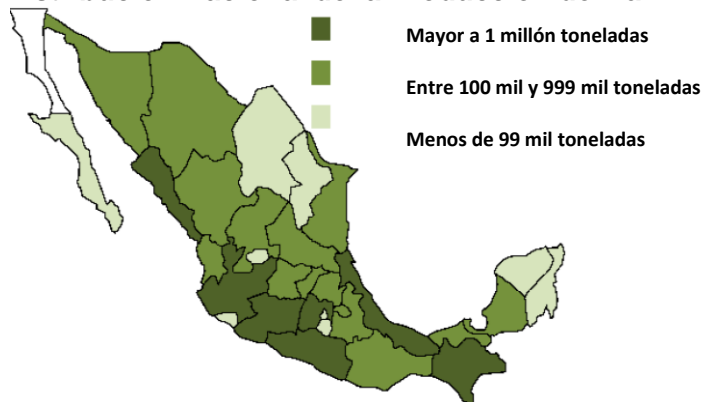 Mayor a 1 millón toneladas
Entre 100 mil y 999 mil toneladas
Menos de 99 mil toneladas